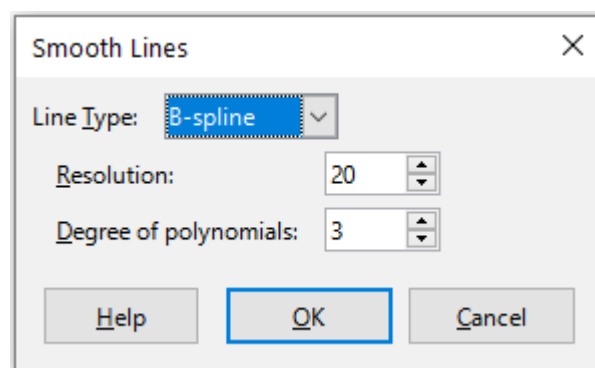 Smooth Lines
Line Type: B-spline
Resolution: 20
Degree of polynomials: 3
Help OK Cancel